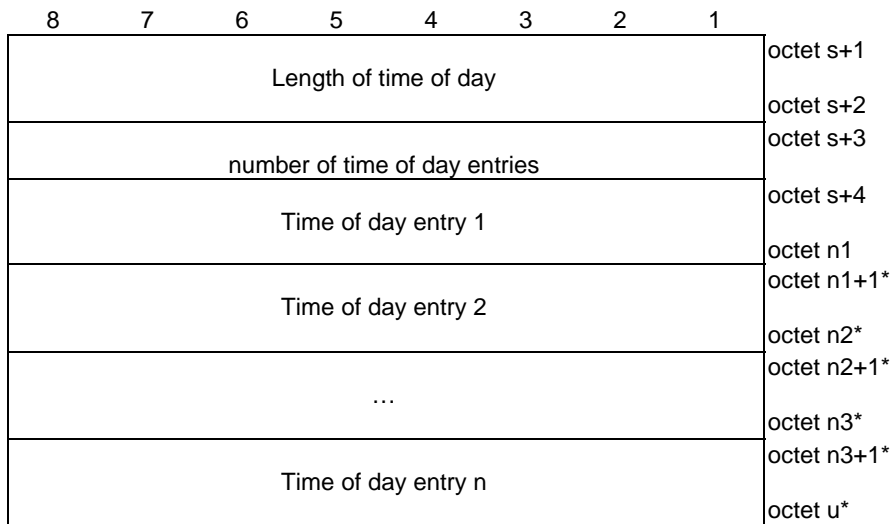 8 7 6 5 4 3 2 1
octet s+1
Length of time of day
octet s+2
octet s+3
number of time of day entries
octet s+4
Time of day entry 1
octet n1
octet n1+1*
Time of day entry 2
octet n2*
octet n2+1*
…
octet n3*
octet n3+1*
Time of day entry n
octet u*